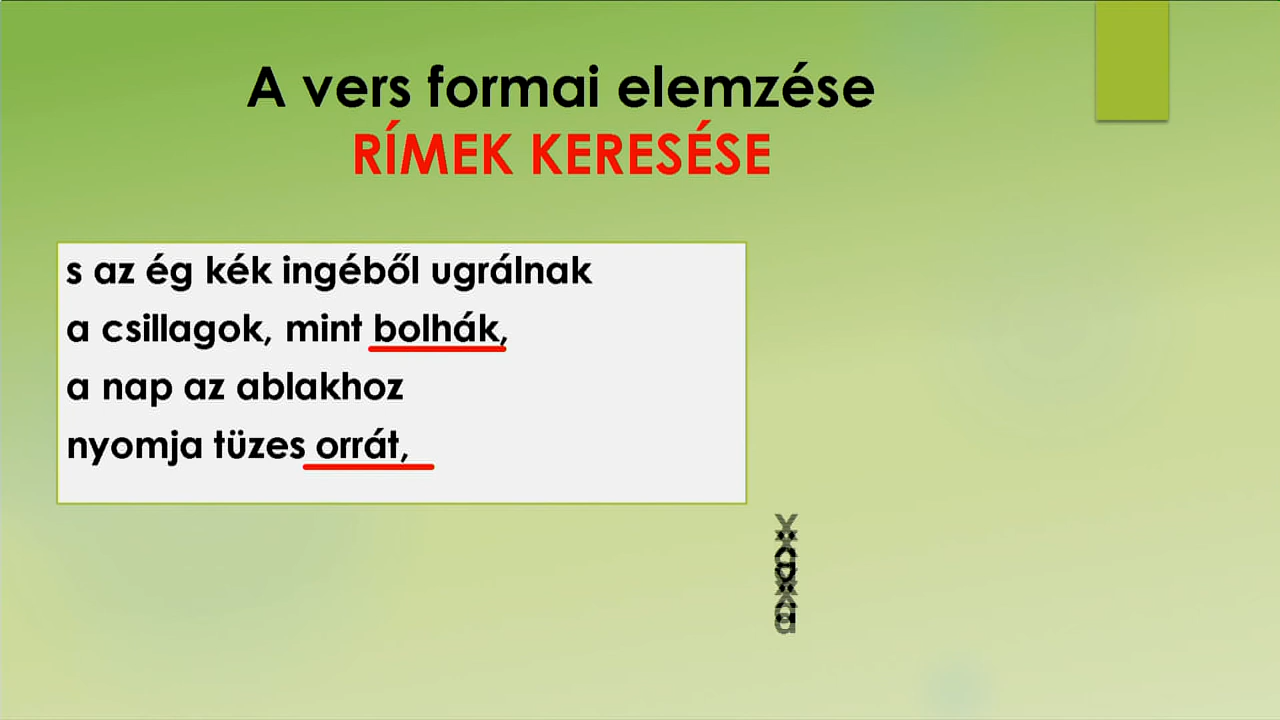 A vers formai elemzése
RÍMEK KERESÉSE
s az ég kék ingéből ugrálnak
a csillagok, mint bolhák,
a nap az ablakhoz
nyomja tüzes orrát,
x
a
x
a